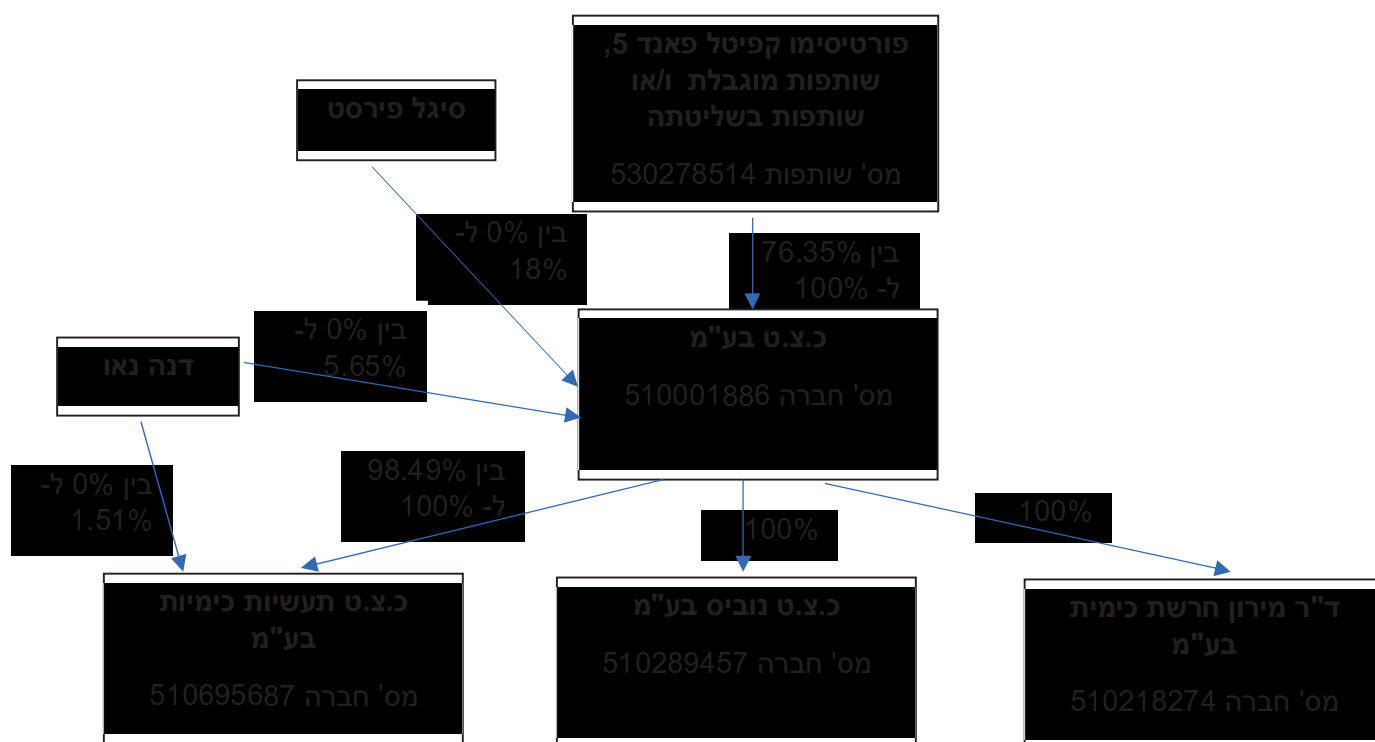 פורטיסימו קפיטל פאנד 5,
שותפות מוגבלת ו/או
שותפות בשליטתה
מס' שותפות 530278514
סיגל פירסט
בין 0% ל-
18%
בין 76.35%
ל- 100%
דנה נאו
בין 0% ל-
5.65%
כ.צ.ט בע"מ
מס' חברה 510001886
בין 0% ל-
1.51%
בין 98.49%
ל- 100%
100%
100%
כ.צ.ט תעשיות כימיות
בע"מ
מס' חברה 510695687
כ.צ.ט נוביס בע"מ
מס' חברה 510289457
ד"ר מירון חרשת כימית
בע"מ
מס' חברה 510218274